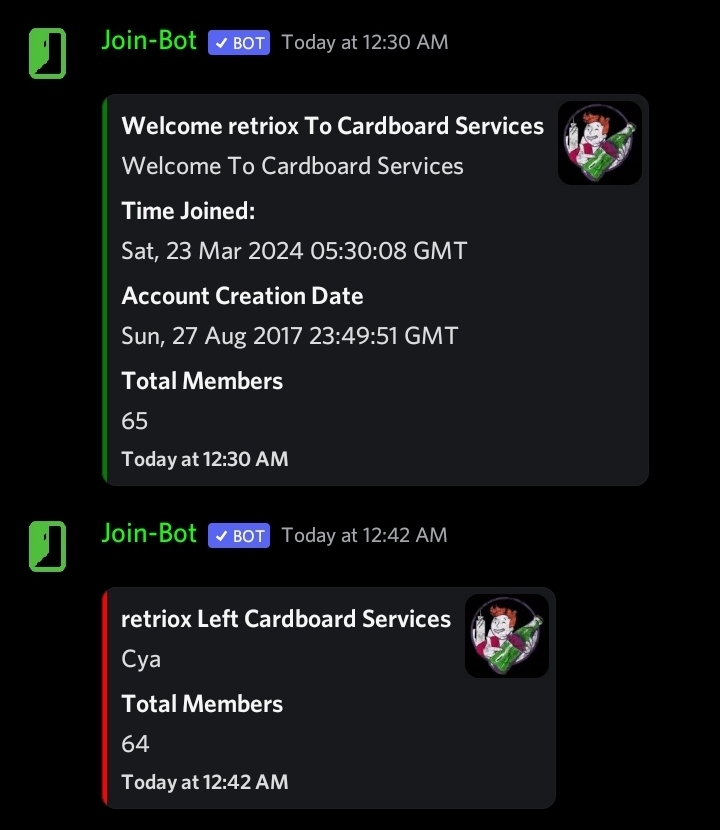 Join-Bot ✓ BOT Today at 12:30 AM
Welcome retriox To Cardboard Services
Welcome To Cardboard Services
Time Joined:
Sat, 23 Mar 2024 05:30:08 GMT
Account Creation Date
Sun, 27 Aug 2017 23:49:51 GMT
Total Members
65
Today at 12:30 AM
Join-Bot ✓ BOT Today at 12:42 AM
retriox Left Cardboard Services
Cya
Total Members
64
Today at 12:42 AM